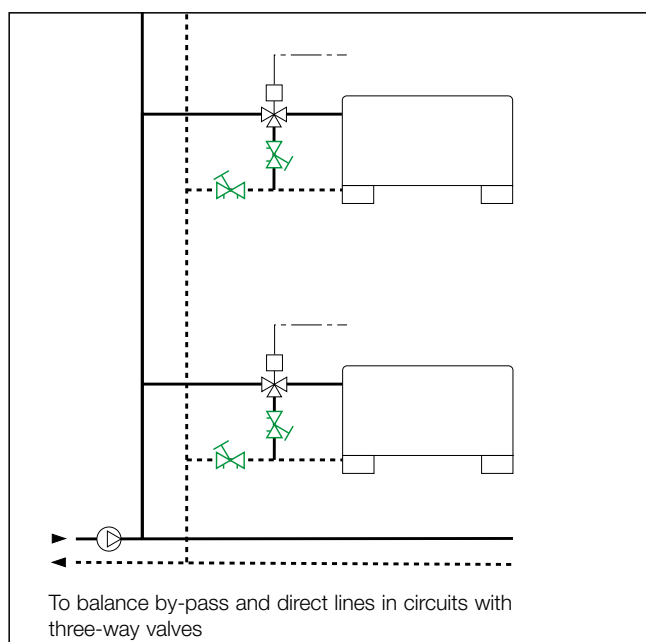 To balance by-pass and direct lines in circuits with
three-way valves